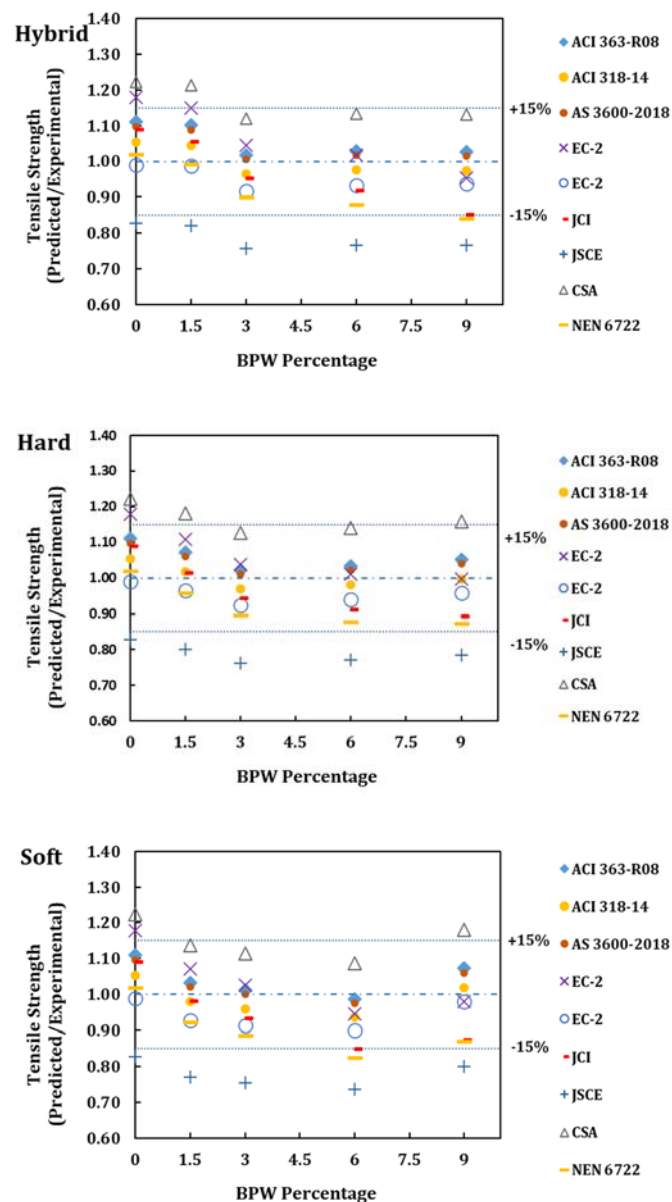 Hybrid
Tensile Strength
(Predicted/Experimental)
1.40
1.30
1.20
1.10
1.00
0.90
0.80
0.70
0.60
0
1.5
3
4.5
6
7.5
9
BPW Percentage
+15%
-15%
ACI 363-R08
ACI 318-14
AS 3600-2018
EC-2
EC-2
JCI
JSCE
CSA
NEN 6722
Hard
Tensile Strength
(Predicted/Experimental)
1.40
1.30
1.20
1.10
1.00
0.90
0.80
0.70
0.60
0
1.5
3
4.5
6
7.5
9
BPW Percentage
+15%
-15%
ACI 363-R08
ACI 318-14
AS 3600-2018
EC-2
EC-2
JCI
JSCE
CSA
NEN 6722
Soft
Tensile Strength
(Predicted/Experimental)
1.40
1.30
1.20
1.10
1.00
0.90
0.80
0.70
0.60
0
1.5
3
4.5
6
7.5
9
BPW Percentage
+15%
-15%
ACI 363-R08
ACI 318-14
AS 3600-2018
EC-2
EC-2
JCI
JSCE
CSA
NEN 6722